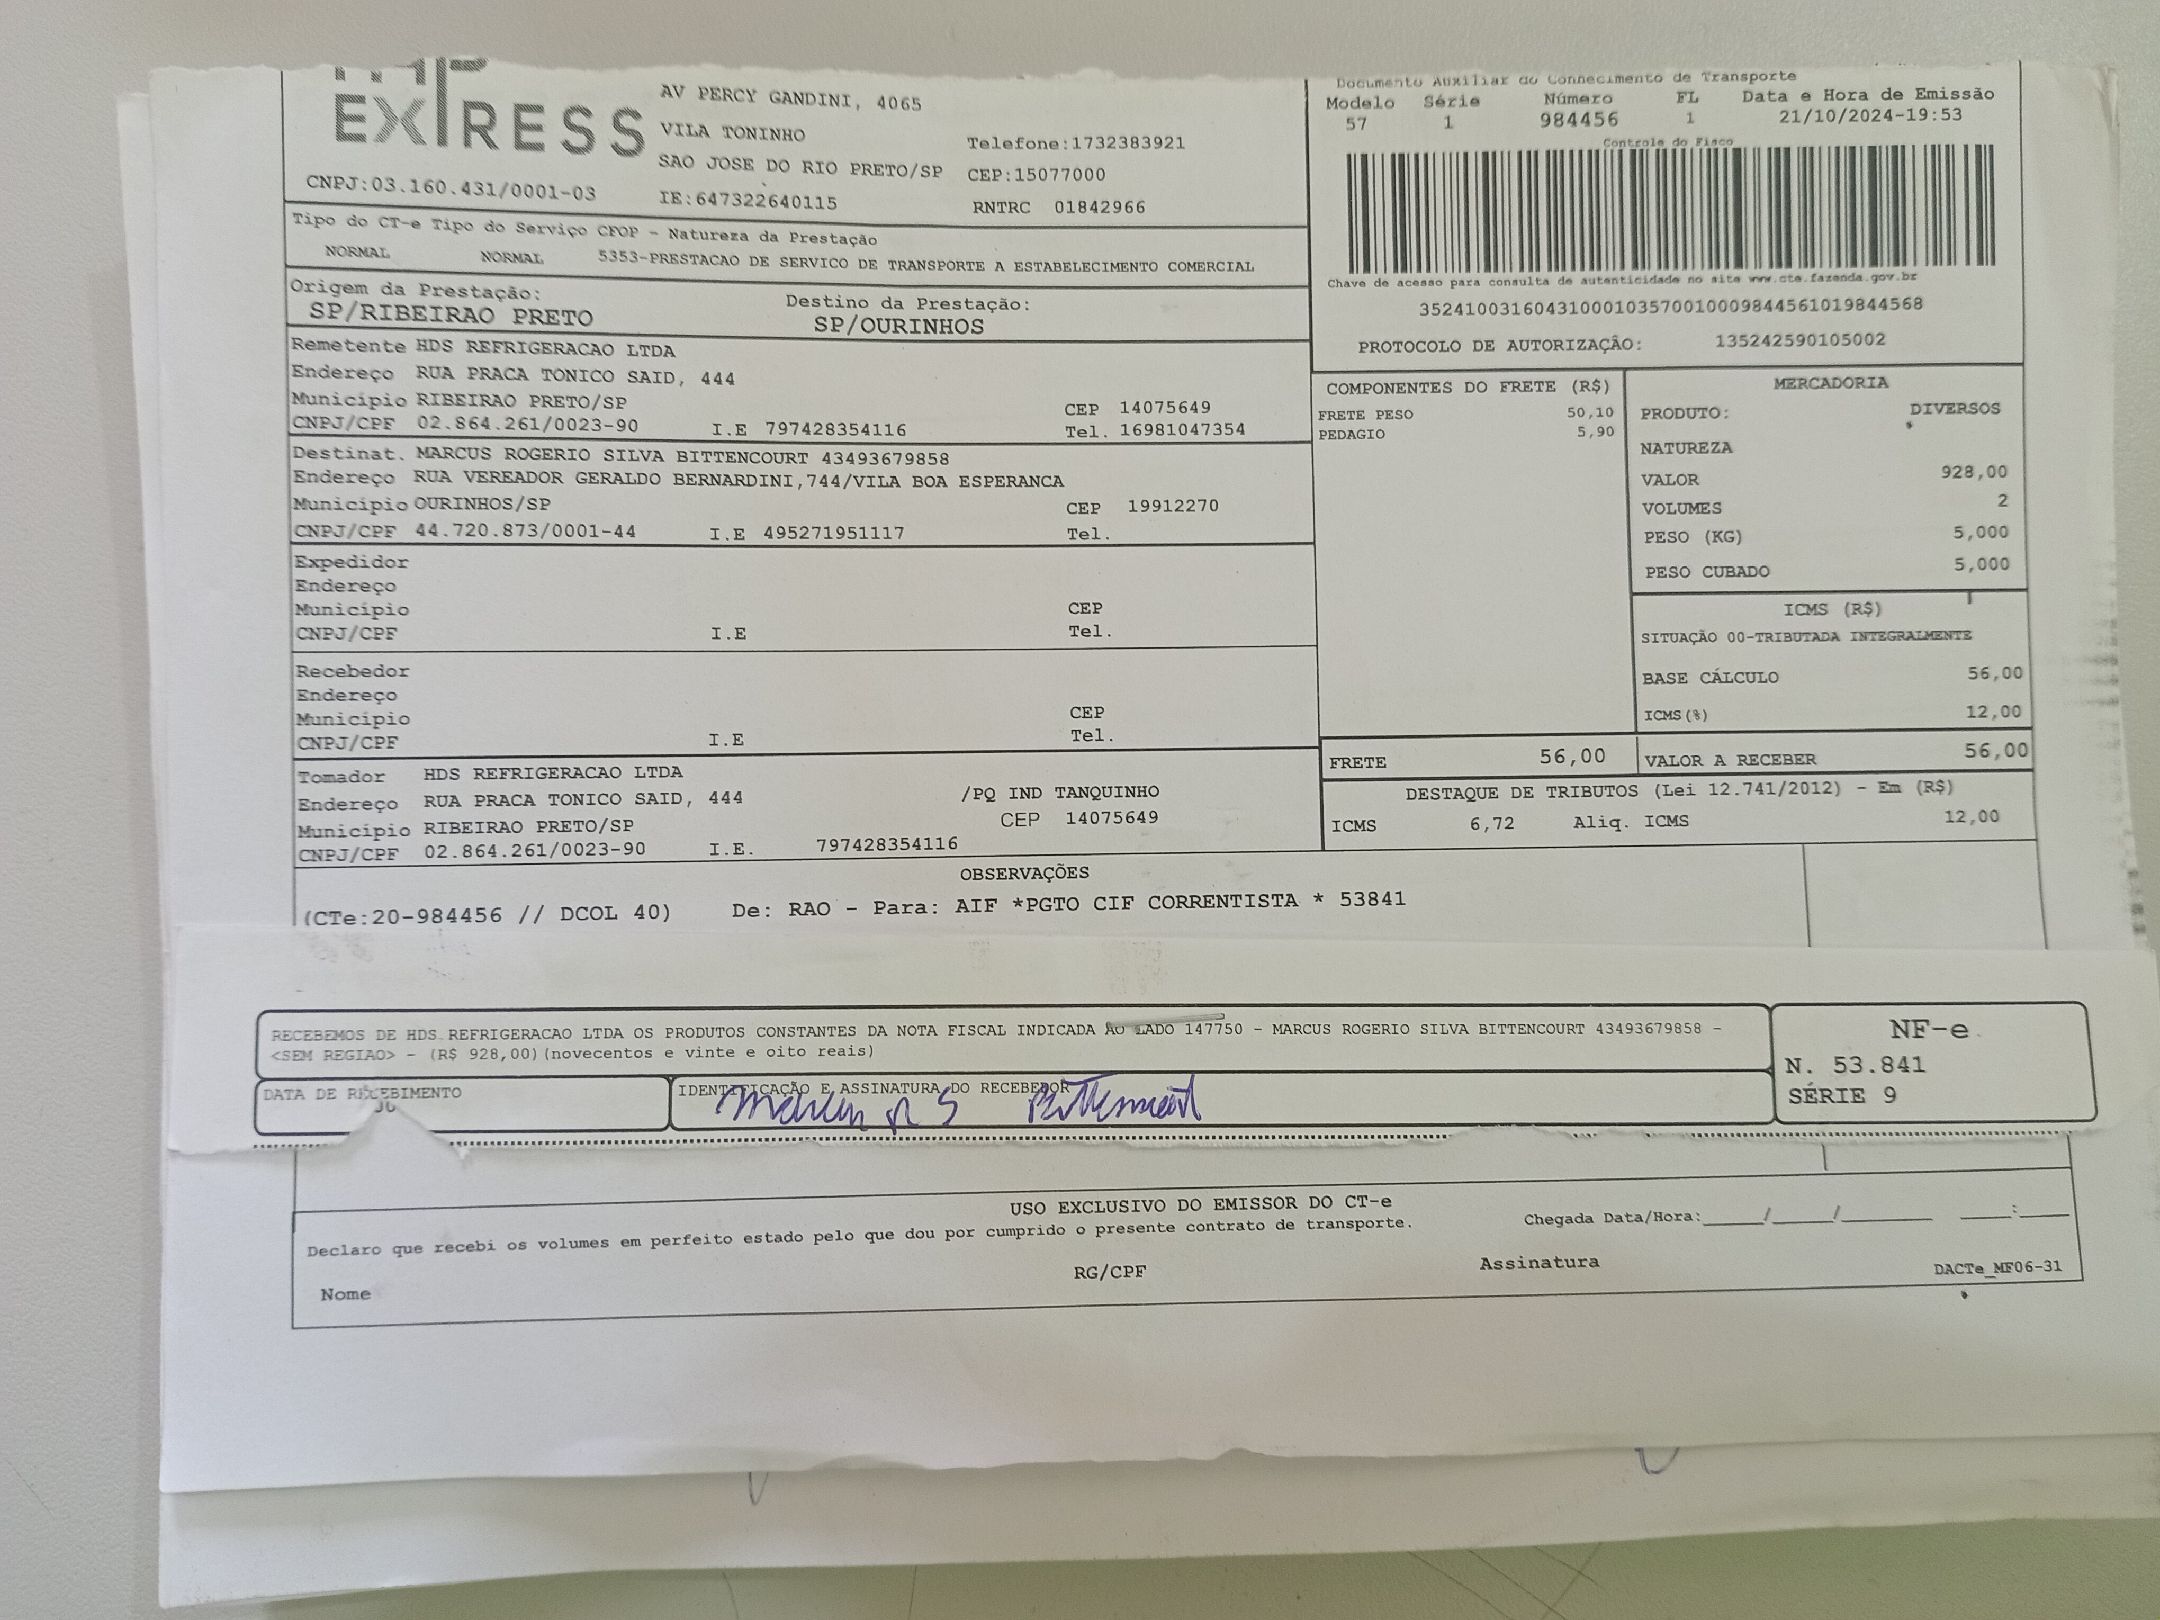 EXPRESS
AV PERCY GANDINI, 4065
VILA TONINHO
SAO JOSE DO RIO PRETO/SP
Telefone:1732383921
CEP:15077000
CNPJ:03.160.431/0001-03
IE:647322640115
RNTRC 01842966
Documento Auxiliar do Conhecimento de Transporte
Modelo Série Número FL Data e Hora de Emissão
57 1 984456 1 21/10/2024-19:53
Controle do Fisco
Chave de acesso para consulta de autenticidade no site www.cte.fazenda.gov.br
35241003160431000103570010009844561019844568
PROTOCOLO DE AUTORIZAÇÃO: 135242590105002
Tipo do CT-e Tipo do Serviço CFOP - Natureza da Prestação
NORMAL NORMAL 5353-PRESTACAO DE SERVICO DE TRANSPORTE A ESTABELECIMENTO COMERCIAL
Origem da Prestação: Destino da Prestação:
SP/RIBEIRAO PRETO SP/OURINHOS
Remetente HDS REFRIGERACAO LTDA
Endereço RUA PRACA TONICO SAID, 444
Município RIBEIRAO PRETO/SP CEP 14075649
CNPJ/CPF 02.864.261/0023-90 I.E 797428354116 Tel. 16981047354
Destinat. MARCUS ROGERIO SILVA BITTENCOURT 43493679858
Endereço RUA VEREADOR GERALDO BERNARDINI,744/VILA BOA ESPERANCA
Município OURINHOS/SP CEP 19912270
CNPJ/CPF 44.720.873/0001-44 I.E 495271951117 Tel.
Expedidor
Endereço
Município CEP
CNPJ/CPF I.E Tel.
Recebedor
Endereço
Município CEP
CNPJ/CPF I.E Tel.
Tomador HDS REFRIGERACAO LTDA
Endereço RUA PRACA TONICO SAID, 444 /PQ IND TANQUINHO
Município RIBEIRAO PRETO/SP CEP 14075649
CNPJ/CPF 02.864.261/0023-90 I.E. 797428354116
COMPONENTES DO FRETE (R$)
FRETE PESO 50,10
PEDAGIO 5,90
MERCADORIA
PRODUTO: DIVERSOS
NATUREZA
VALOR 928,00
VOLUMES 2
PESO (KG) 5,000
PESO CUBADO 5,000
ICMS (R$)
SITUAÇÃO 00-TRIBUTADA INTEGRALMENTE
BASE CÁLCULO 56,00
ICMS(%) 12,00
FRETE 56,00 VALOR A RECEBER 56,00
DESTAQUE DE TRIBUTOS (Lei 12.741/2012) - Em (R$)
ICMS 6,72 Aliq. ICMS 12,00
OBSERVAÇÕES
(CTe:20-984456 // DCOL 40) De: RAO - Para: AIF *PGTO CIF CORRENTISTA * 53841
RECEBEMOS DE HDS REFRIGERACAO LTDA OS PRODUTOS CONSTANTES DA NOTA FISCAL INDICADA AO LADO 147750 - MARCUS ROGERIO SILVA BITTENCOURT 43493679858 -
<SEM REGIAO> - (R$ 928,00)(novecentos e vinte e oito reais)
NF-e
N. 53.841
SÉRIE 9
DATA DE RECEBIMENTO
IDENTIFICAÇÃO E ASSINATURA DO RECEBEDOR
USO EXCLUSIVO DO EMISSOR DO CT-e
Declaro que recebi os volumes em perfeito estado pelo que dou por cumprido o presente contrato de transporte.
Chegada Data/Hora:____/____/______ ____:____
Nome RG/CPF Assinatura DACTe_MF06-31